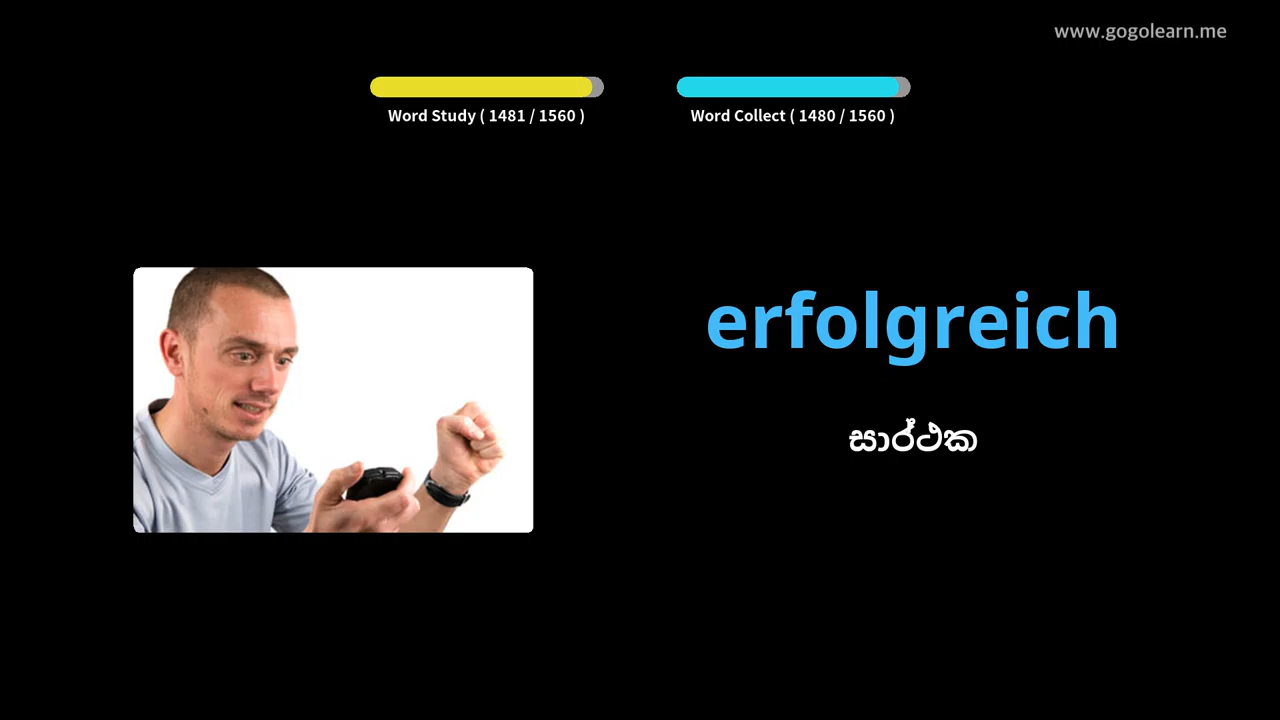 www.gogolearn.me
Word Study ( 1481 / 1560 )
Word Collect ( 1480 / 1560 )
erfolgreich
සාර්ථක